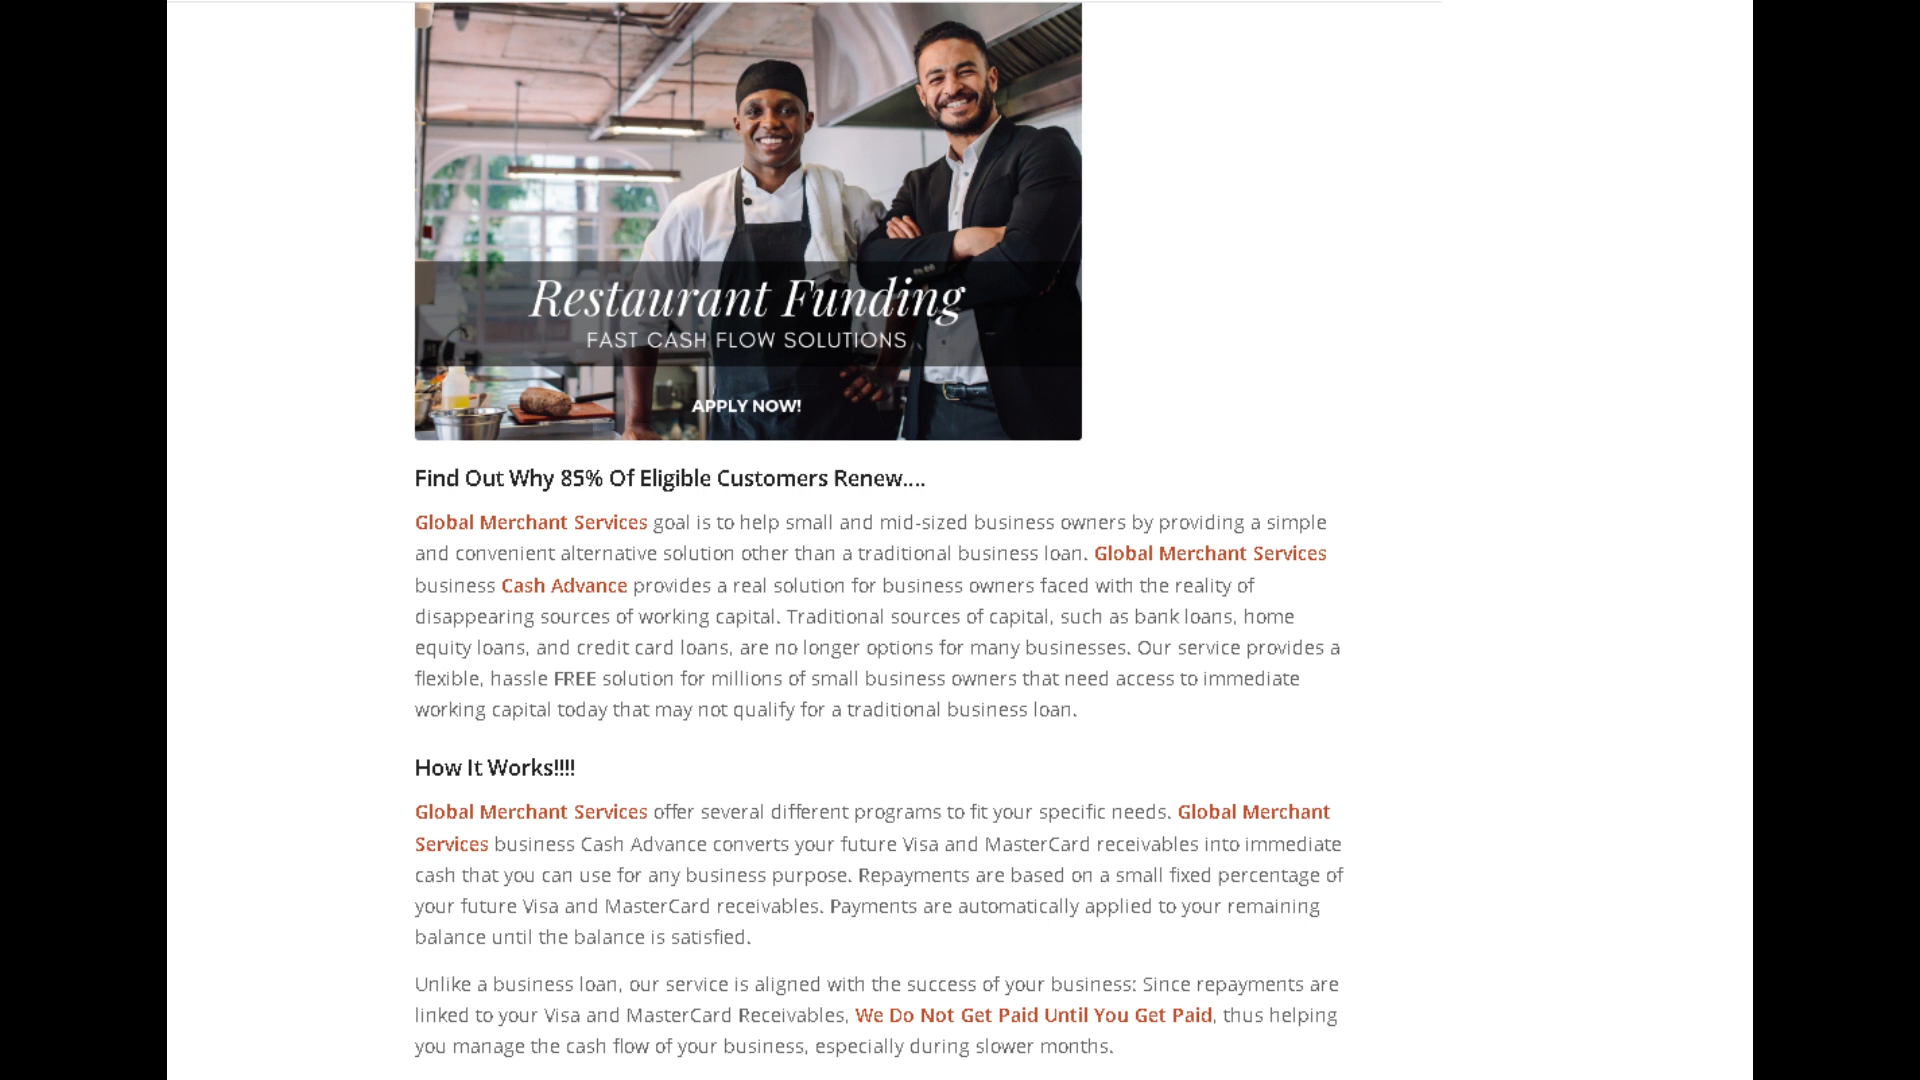 Restaurant Funding
FAST CASH FLOW SOLUTIONS
APPLY NOW!
Find Out Why 85% Of Eligible Customers Renew....
Global Merchant Services goal is to help small and mid-sized business owners by providing a simple
and convenient alternative solution other than a traditional business loan. Global Merchant Services
business Cash Advance provides a real solution for business owners faced with the reality of
disappearing sources of working capital. Traditional sources of capital, such as bank loans, home
equity loans, and credit card loans, are no longer options for many businesses. Our service provides a
flexible, hassle FREE solution for millions of small business owners that need access to immediate
working capital today that may not qualify for a traditional business loan.
How It Works!!!!
Global Merchant Services offer several different programs to fit your specific needs. Global Merchant
Services business Cash Advance converts your future Visa and MasterCard receivables into immediate
cash that you can use for any business purpose. Repayments are based on a small fixed percentage of
your future Visa and MasterCard receivables. Payments are automatically applied to your remaining
balance until the balance is satisfied.
Unlike a business loan, our service is aligned with the success of your business: Since repayments are
linked to your Visa and MasterCard Receivables, We Do Not Get Paid Until You Get Paid, thus helping
you manage the cash flow of your business, especially during slower months.